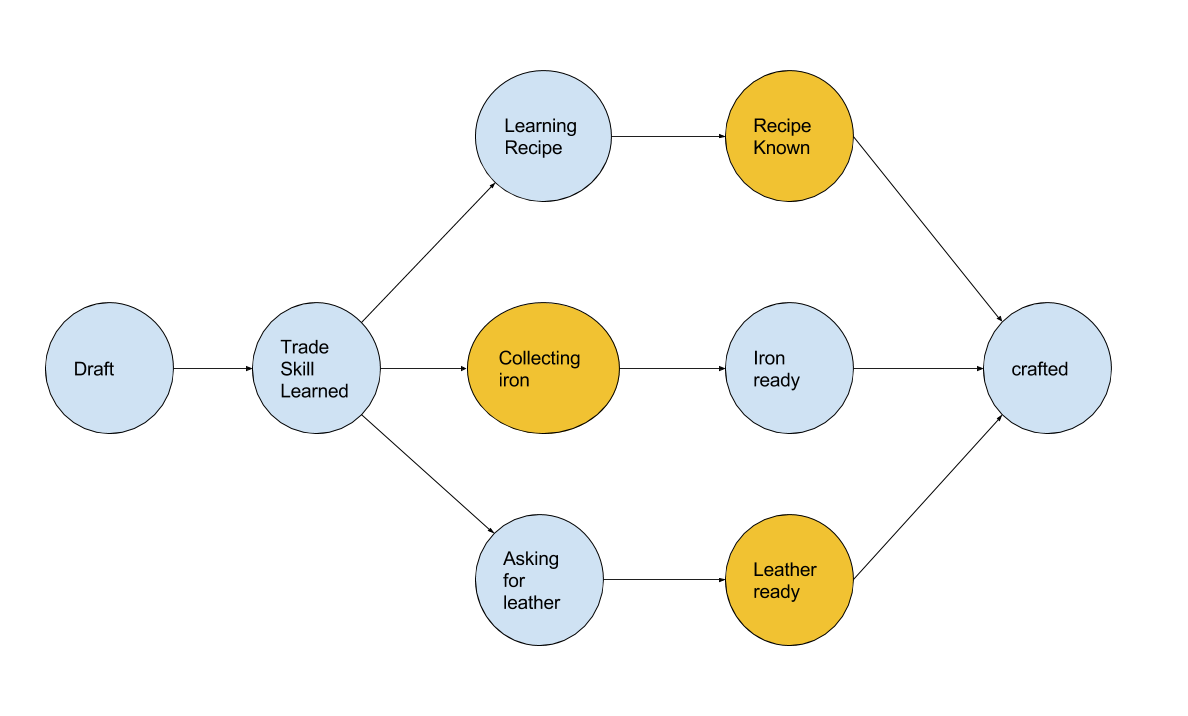 Learning
Recipe
Recipe
Known
Draft
Trade
Skill
Learned
Collecting
iron
Iron
ready
crafted
Asking
for
leather
Leather
ready